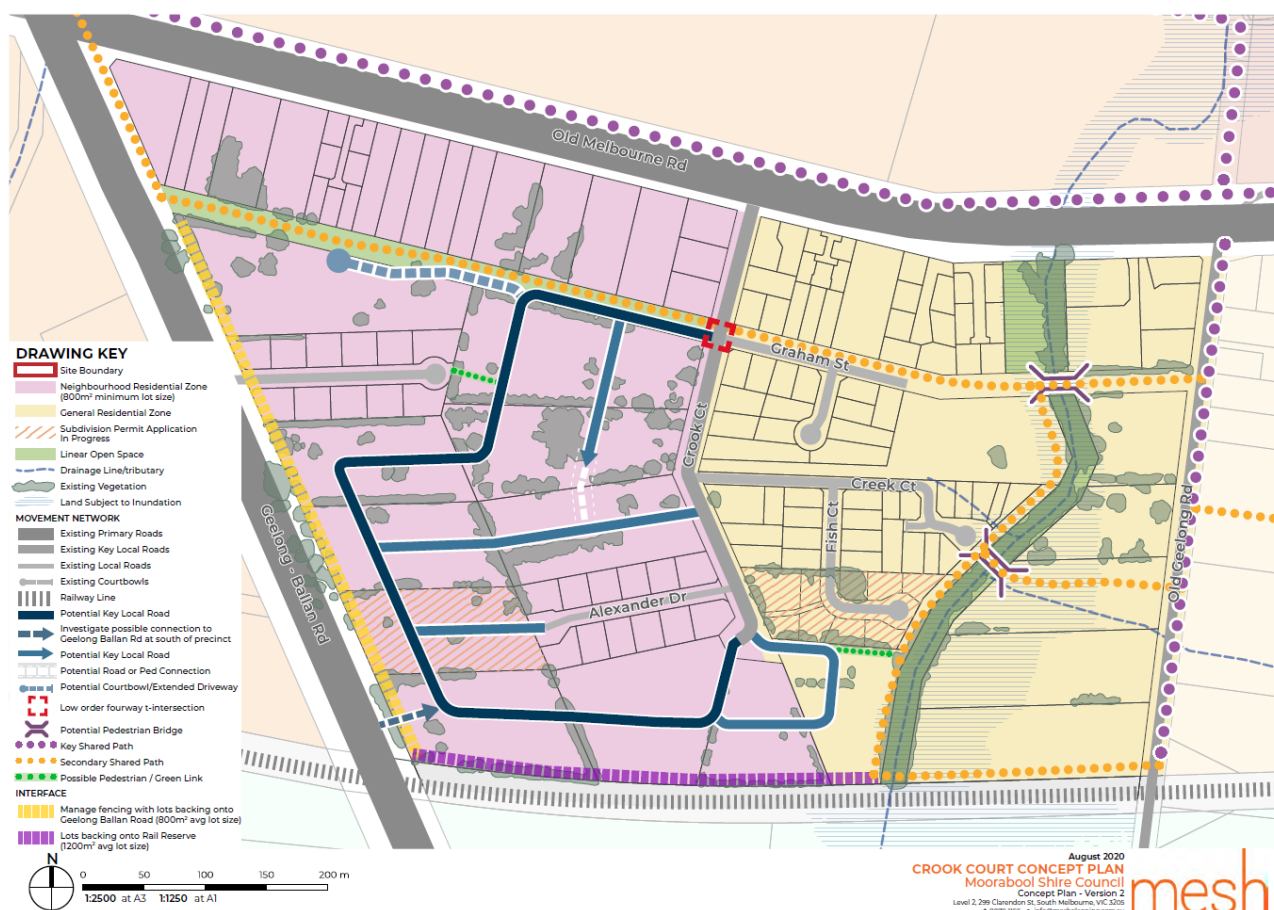 Old Melbourne Rd
Graham St
Crook Ct
Creek Ct
Fish Ct
Old Geelong Rd
Alexander Dr
Geelong - Ballan Rd
DRAWING KEY
Site Boundary
Neighbourhood Residential Zone
(800m² minimum lot size)
General Residential Zone
Subdivision Permit Application
In Progress
Linear Open Space
Drainage Line/tributary
Existing Vegetation
Land Subject to Inundation
MOVEMENT NETWORK
Existing Primary Roads
Existing Key Local Roads
Existing Local Roads
Existing Courtbowls
Railway Line
Potential Key Local Road
Investigate possible connection to
Geelong Ballan Rd at south of precinct
Potential Key Local Road
Potential Road or Ped Connection
Potential Courtbowl/Extended Driveway
Low order fourway t-intersection
Potential Pedestrian Bridge
Key Shared Path
Secondary Shared Path
Possible Pedestrian / Green Link
INTERFACE
Manage fencing with lots backing onto
Geelong Ballan Road (800m² avg lot size)
Lots backing onto Rail Reserve
(1200m² avg lot size)
N
0 50 100 150 200 m
1:2500 at A3 1:1250 at A1
August 2020
CROOK COURT CONCEPT PLAN
Moorabool Shire Council
Concept Plan - Version 2
Level 2, 299 Clarendon St, South Melbourne, VIC 3205
mesh